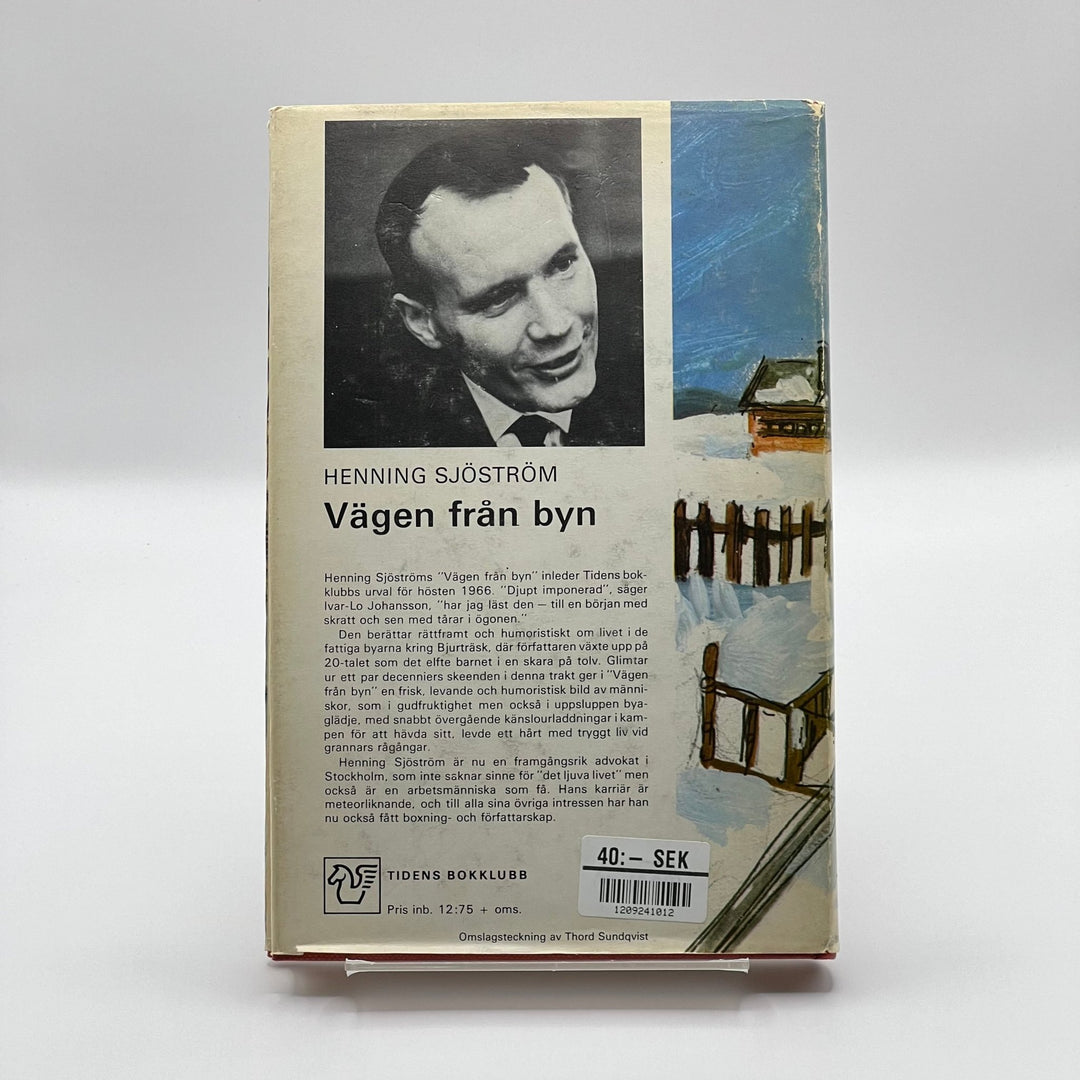 HENNING SJÖSTRÖM
Vägen från byn
Henning Sjöströms "Vägen från byn" inleder Tidens bok-
klubbs urval för hösten 1966. "Djupt imponerad", säger
Ivar-Lo Johansson, "har jag läst den — till en början med
skratt och sen med tårar i ögonen."
Den berättar rättframt och humoristiskt om livet i de
fattiga byarna kring Bjurträsk, där författaren växte upp på
20-talet som det elfte barnet i en skara på tolv. Glimtar
ur ett par decenniers skeenden i denna trakt ger i "Vägen
från byn" en frisk, levande och humoristisk bild av männi-
skor, som i gudfruktighet men också i uppsluppen bya-
glädje, med snabbt övergående känslourladdningar i kam-
pen för att hävda sitt, levde ett hårt med tryggt liv vid
grannars rågångar.
Henning Sjöström är nu en framgångsrik advokat i
Stockholm, som inte saknar sinne för "det ljuva livet" men
också är en arbetsmänniska som få. Hans karriär är
meteorliknande, och till alla sina övriga intressen har han
nu också fått boxning- och författarskap.
TIDENS BOKKLUBB
Pris inb. 12:75 + oms.
40:— SEK
1209241012
Omslagsteckning av Thord Sundqvist